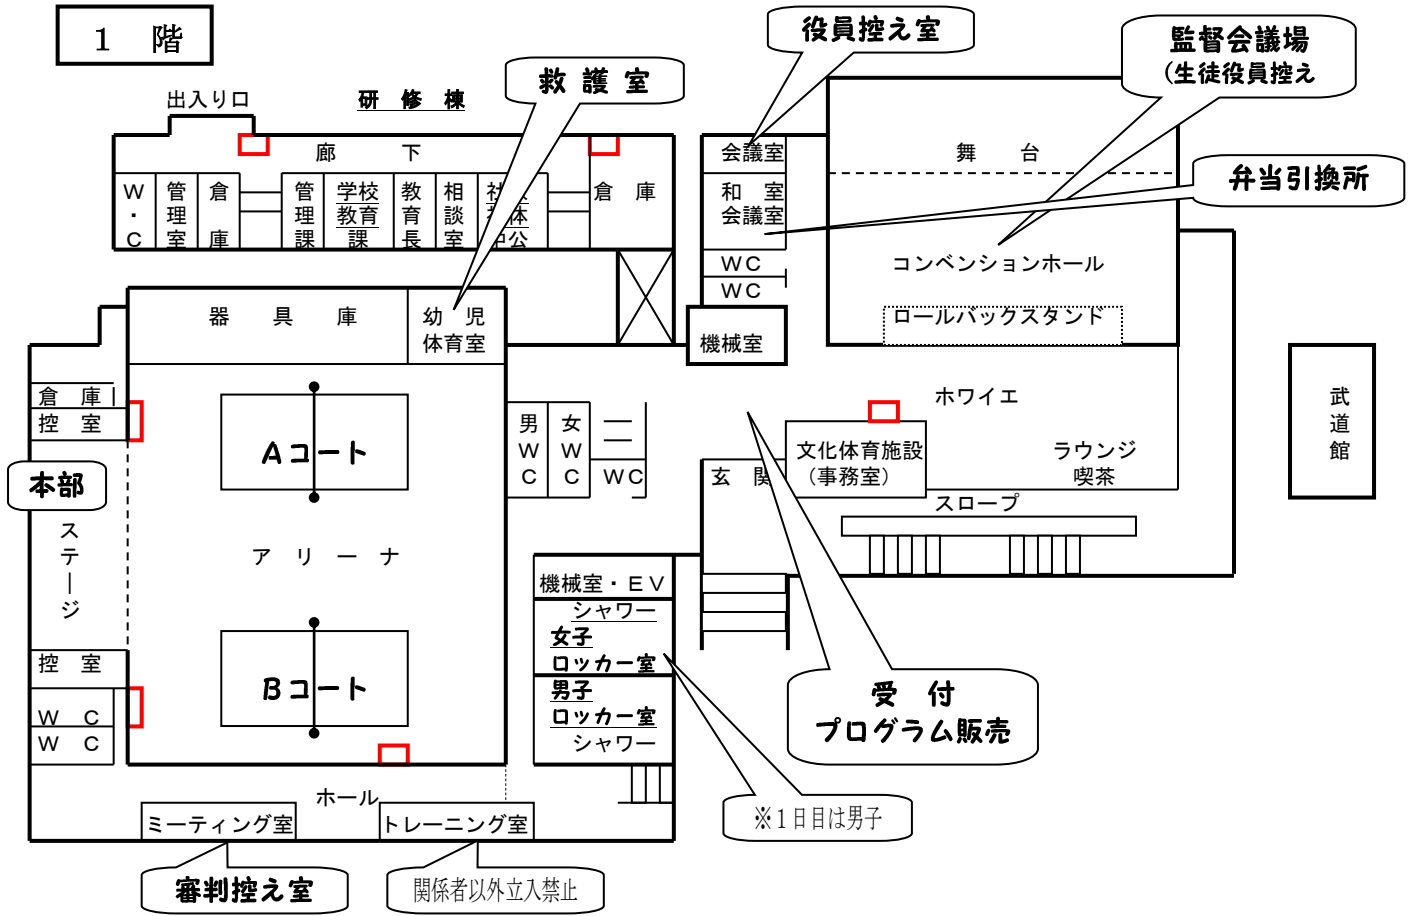 １　階
役員控え室
監督会議場
（生徒役員控え
救 護 室
出入り口
研 修 棟
廊　下
会議室
舞　台
弁当引換所
Ｗ・Ｃ
管理室
倉庫
管理課
学校教育課
教育長
相談室
倉　庫
和　室
会議室
ＷＣ
ＷＣ
コンベンションホール
ロールバックスタンド
器　具　庫
幼　児
体育室
機械室
倉　庫
控　室
Ａコート
男ＷＣ
女ＷＣ
ＷＣ
ホワイエ
文化体育施設
（事務室）
ラウンジ
喫茶
武道館
玄　関
スロープ
本部
ステージ
ア　リ　ー　ナ
機械室・ＥＶ
シャワー
女子
ロッカー室
控　室
Ｂコート
男子
ロッカー室
シャワー
Ｗ　Ｃ
Ｗ　Ｃ
受　付
プログラム販売
ホール
ミーティング室
トレーニング室
※１日目は男子
審判控え室
関係者以外立入禁止